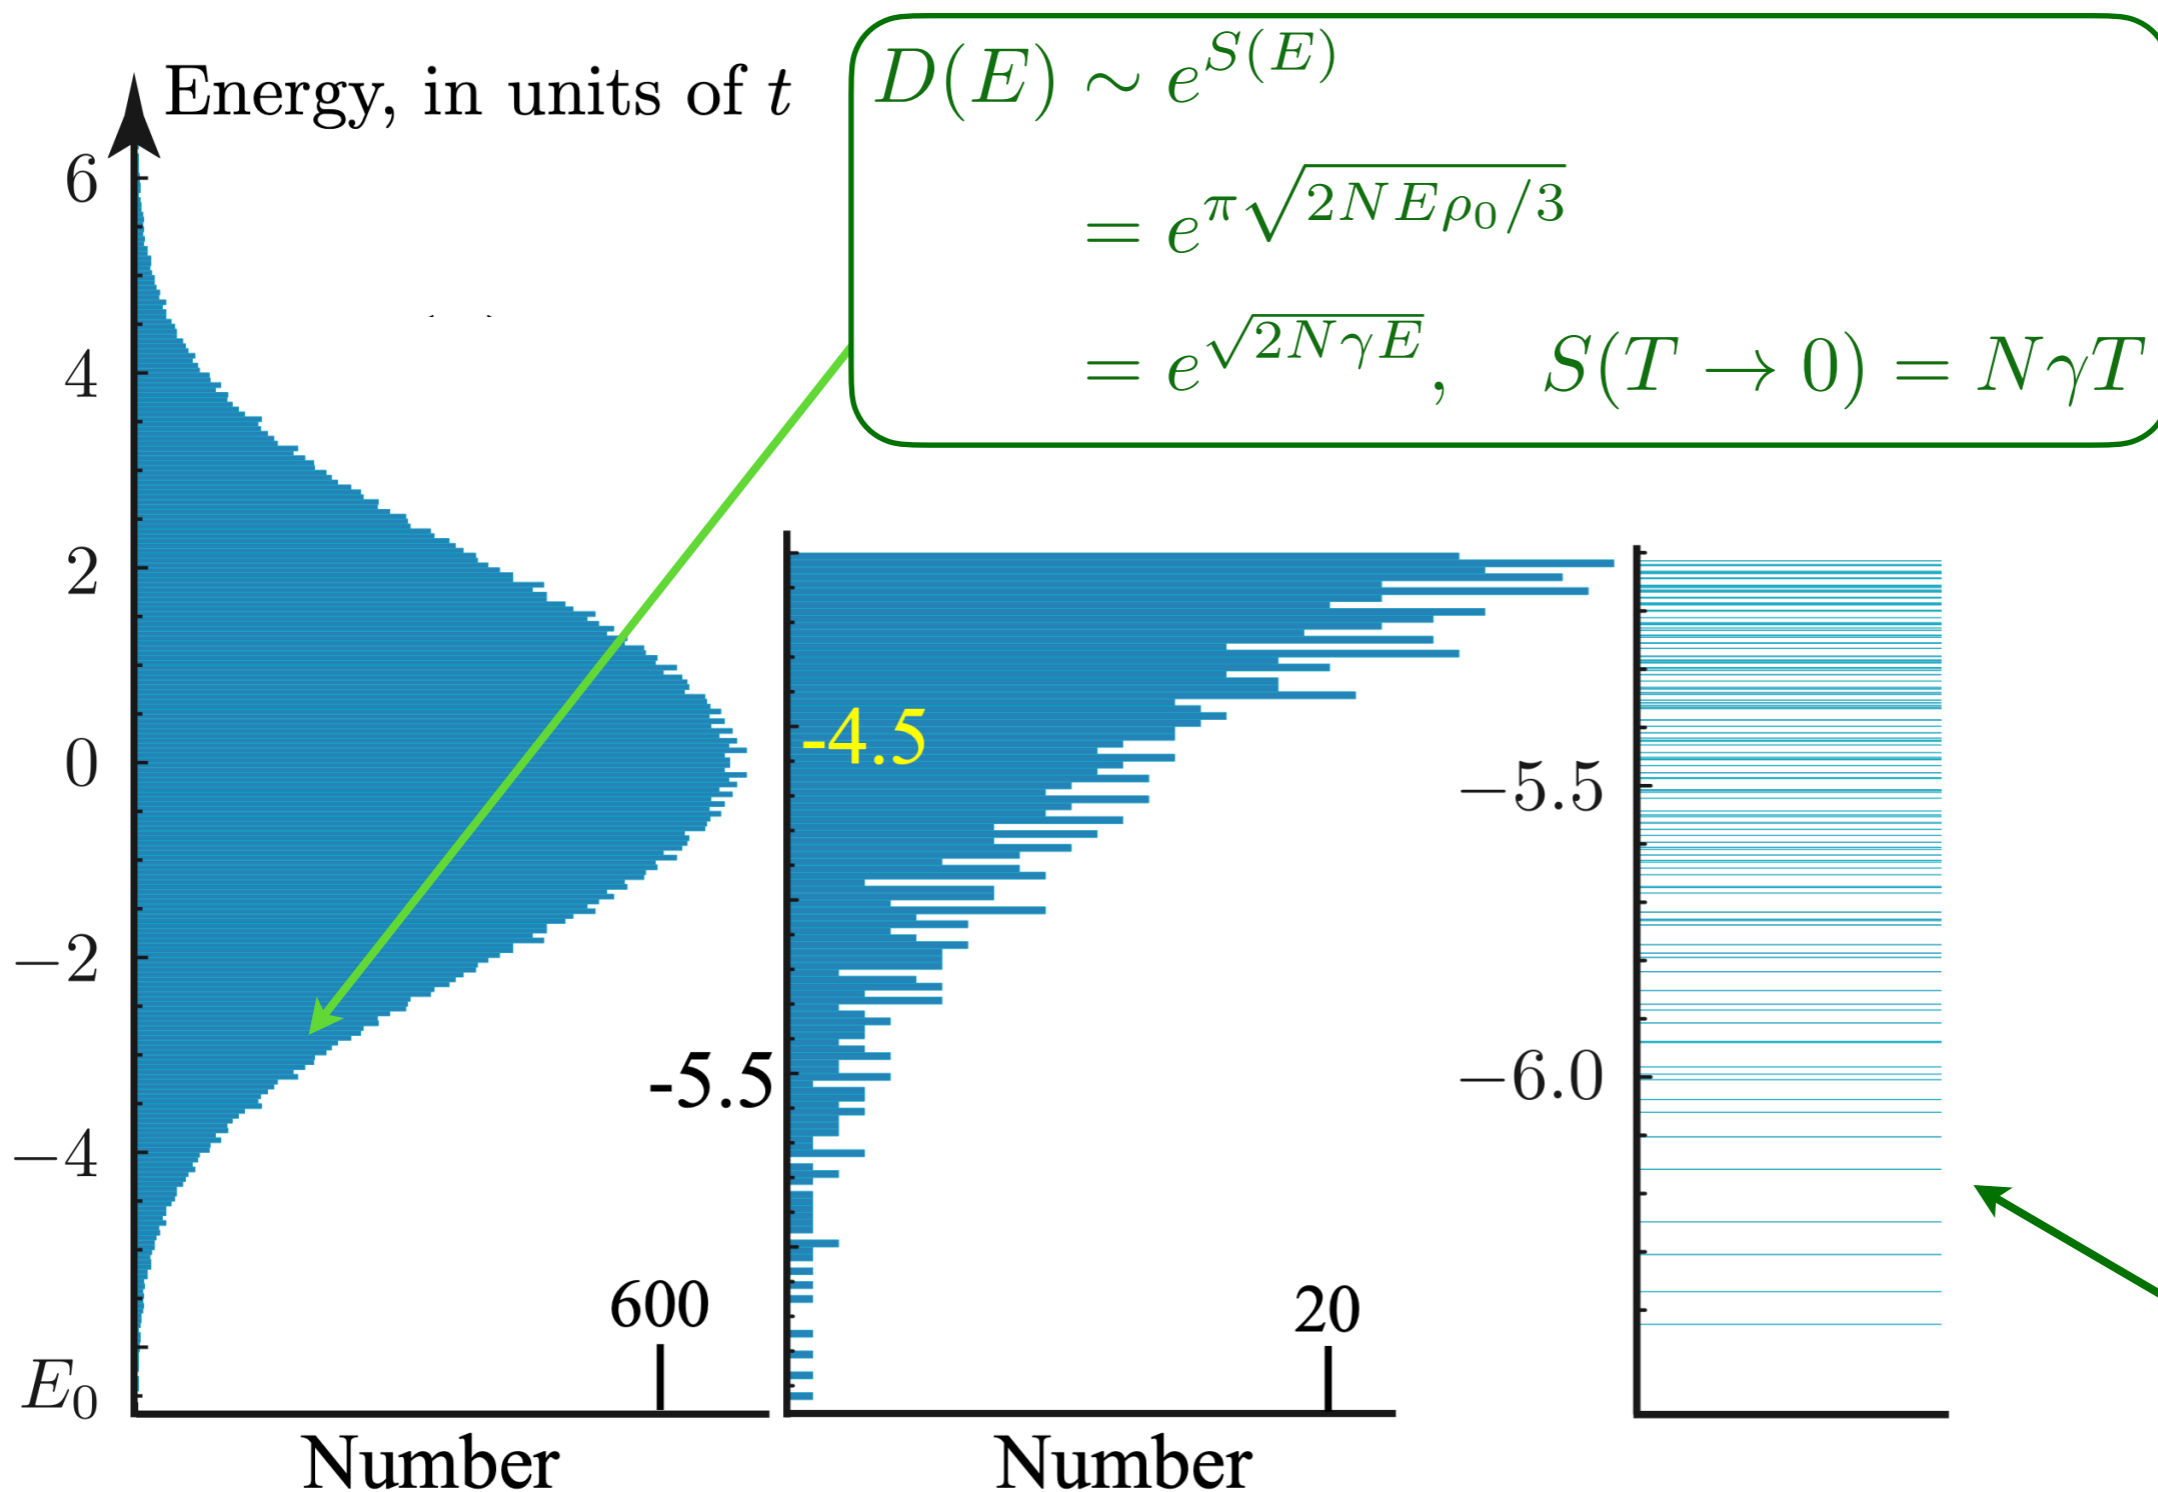 Energy, in units of t
D(E) ∼ e^{S(E)}
= e^{π√(2NEρ₀/3)}
= e^{√(2NγE)}, S(T → 0) = NγT
6
4
2
0
−2
−4
E₀
600
Number
-4.5
-5.5
20
Number
−5.5
−6.0